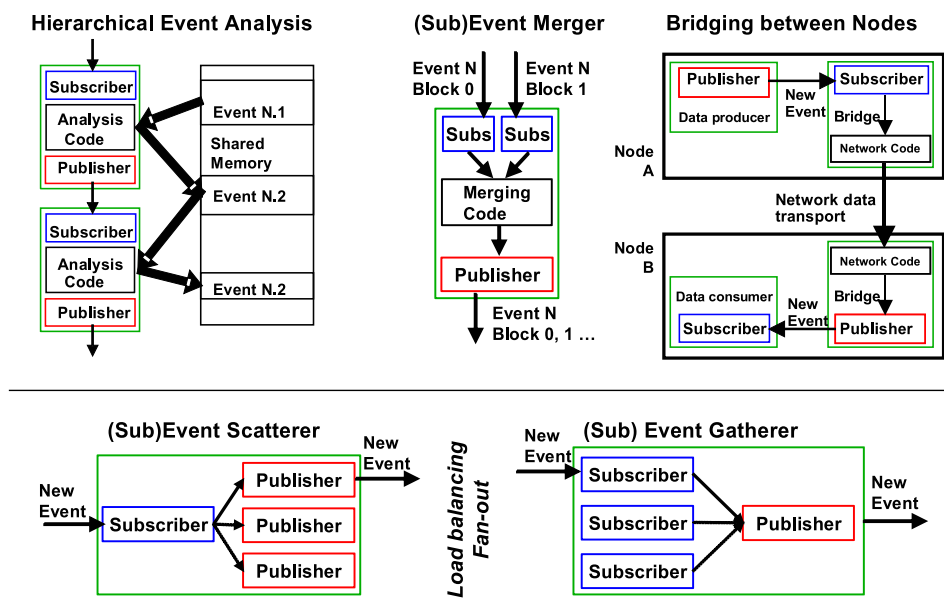 Hierarchical Event Analysis
Subscriber
Analysis
Code
Publisher
Subscriber
Analysis
Code
Publisher
Event N.1
Shared
Memory
Event N.2
Event N.2
(Sub)Event Merger
Event N
Block 0
Event N
Block 1
Subs
Subs
Merging
Code
Publisher
Event N
Block 0, 1 ...
Bridging between Nodes
Publisher
Data producer
New
Event
Subscriber
Bridge
Network Code
Node
A
Network data
transport
Node
B
Network Code
Bridge
Publisher
New
Event
Data consumer
Subscriber
(Sub)Event Scatterer
New
Event
Subscriber
Publisher
Publisher
Publisher
New
Event
Load balancing
Fan-out
(Sub) Event Gatherer
New
Event
Subscriber
Subscriber
Subscriber
Publisher
New
Event